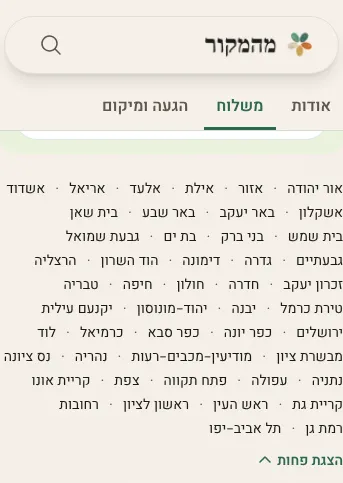 מהמקור
אודות משלוח הגעה ומיקום
אור יהודה · אזור · אילת · אלעד · אריאל · אשדוד
אשקלון · באר יעקב · באר שבע · בית שאן
בית שמש · בני ברק · בת ים · גבעת שמואל
גבעתיים · גדרה · דימונה · הוד השרון · הרצליה
זכרון יעקב · חדרה · חולון · חיפה · טבריה
טירת כרמל · יבנה · יהוד-מונוסון · יקנעם עילית
ירושלים · כפר יונה · כפר סבא · כרמיאל · לוד
מבשרת ציון · מודיעין-מכבים-רעות · נהריה · נס ציונה
נתניה · עפולה · פתח תקווה · צפת · קריית אונו
קריית גת · ראש העין · ראשון לציון · רחובות
רמת גן · תל אביב-יפו
הצגת פחות